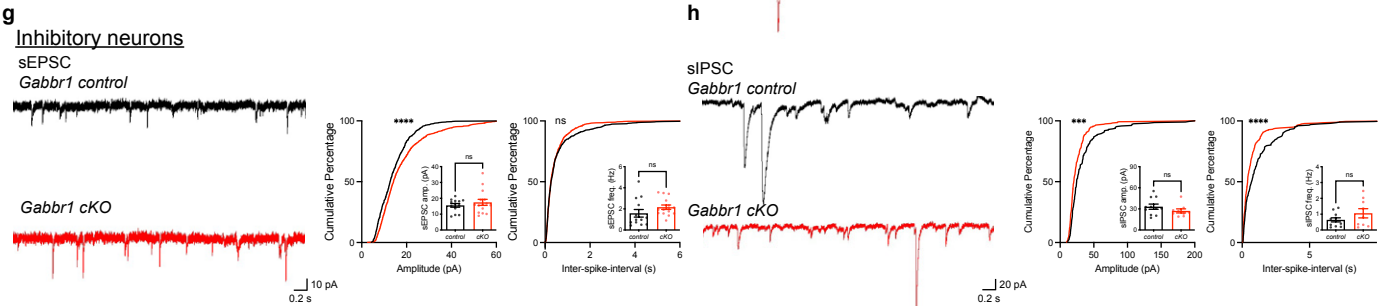 g
Inhibitory neurons
sEPSC
Gabbr1 control
Gabbr1 cKO
10 pA
0.2 s
Cumulative Percentage
100
50
0
0 20 40 60
Amplitude (pA)
****
sEPSC amp. (pA)
40
30
20
10
0
ns
control cKO
Cumulative Percentage
100
50
0
0 2 4 6
Inter-spike-interval (s)
ns
sEPSC freq. (Hz)
6
4
2
0
ns
control cKO
h
sIPSC
Gabbr1 control
Gabbr1 cKO
20 pA
0.2 s
Cumulative Percentage
100
50
0
0 50 100 150 200
Amplitude (pA)
***
sIPSC amp. (pA)
90
60
30
0
ns
control cKO
Cumulative Percentage
100
50
0
0 5
Inter-spike-interval (s)
****
sIPSC freq. (Hz)
4
3
2
1
0
ns
control cKO